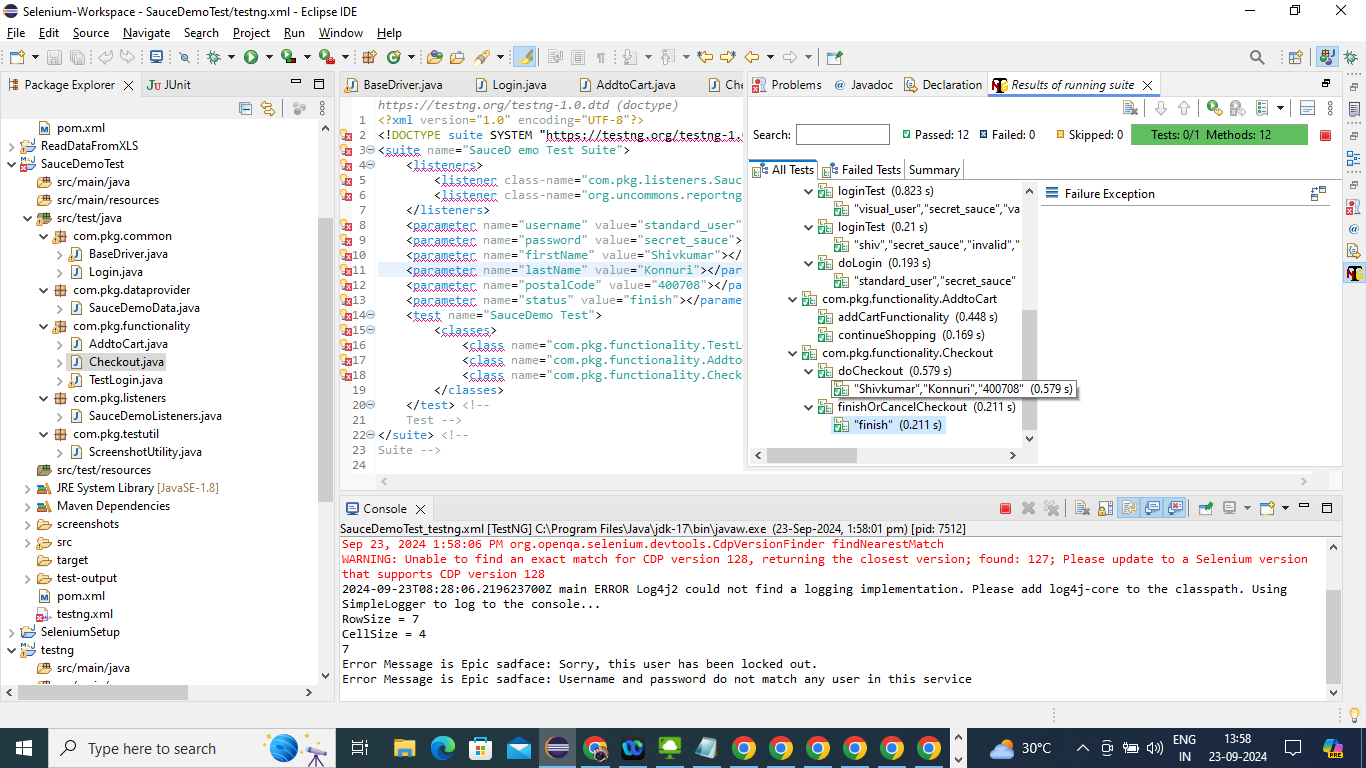 Selenium-Workspace - SauceDemoTest/testng.xml - Eclipse IDE
File Edit Source Navigate Search Project Run Window Help
Package Explorer
JUnit
pom.xml
ReadDataFromXLS
SauceDemoTest
src/main/java
src/main/resources
src/test/java
com.pkg.common
BaseDriver.java
Login.java
com.pkg.dataprovider
SauceDemoData.java
com.pkg.functionality
AddtoCart.java
Checkout.java
TestLogin.java
com.pkg.listeners
SauceDemoListeners.java
com.pkg.testutil
ScreenshotUtility.java
src/test/resources
JRE System Library [JavaSE-1.8]
Maven Dependencies
screenshots
src
target
test-output
pom.xml
testng.xml
SeleniumSetup
testng
src/main/java
BaseDriver.java Login.java AddtoCart.java Che
https://testng.org/testng-1.0.dtd (doctype)
1 <?xml version="1.0" encoding="UTF-8"?>
2 <!DOCTYPE suite SYSTEM "https://testng.org/testng-1.
3 <suite name="SauceD emo Test Suite">
4 <listeners>
5 <listener class-name="com.pkg.listeners.Sauc
6 <listener class-name="org.uncommons.reportng
7 </listeners>
8 <parameter name="username" value="standard_user"
9 <parameter name="password" value="secret_sauce">
10 <parameter name="firstName" value="Shivkumar"></
11 <parameter name="lastName" value="Konnuri"></par
12 <parameter name="postalCode" value="400708"></pa
13 <parameter name="status" value="finish"></parame
14 <test name="SauceDemo Test">
15 <classes>
16 <class name="com.pkg.functionality.TestL
17 <class name="com.pkg.functionality.Addto
18 <class name="com.pkg.functionality.Check
19 </classes>
20 </test> <!--
21 Test -->
22 </suite> <!--
23 Suite -->
24
Problems @ Javadoc Declaration Results of running suite
Search: Passed: 12 Failed: 0 Skipped: 0 Tests: 0/1 Methods: 12
All Tests Failed Tests Summary
loginTest (0.823 s)
"visual_user","secret_sauce","va
loginTest (0.21 s)
"shiv","secret_sauce","invalid","
doLogin (0.193 s)
"standard_user","secret_sauce"
com.pkg.functionality.AddtoCart
addCartFunctionality (0.448 s)
continueShopping (0.169 s)
com.pkg.functionality.Checkout
doCheckout (0.579 s)
"Shivkumar","Konnuri","400708" (0.579 s)
finishOrCancelCheckout (0.211 s)
"finish" (0.211 s)
Failure Exception
Console
SauceDemoTest_testng.xml [TestNG] C:\Program Files\Java\jdk-17\bin\javaw.exe (23-Sep-2024, 1:58:01 pm) [pid: 7512]
Sep 23, 2024 1:58:06 PM org.openqa.selenium.devtools.CdpVersionFinder findNearestMatch
WARNING: Unable to find an exact match for CDP version 128, returning the closest version; found: 127; Please update to a Selenium version
that supports CDP version 128
2024-09-23T08:28:06.219623700Z main ERROR Log4j2 could not find a logging implementation. Please add log4j-core to the classpath. Using
SimpleLogger to log to the console...
RowSize = 7
CellSize = 4
7
Error Message is Epic sadface: Sorry, this user has been locked out.
Error Message is Epic sadface: Username and password do not match any user in this service
Type here to search
30°C
ENG
IN
13:58
23-09-2024
PRE